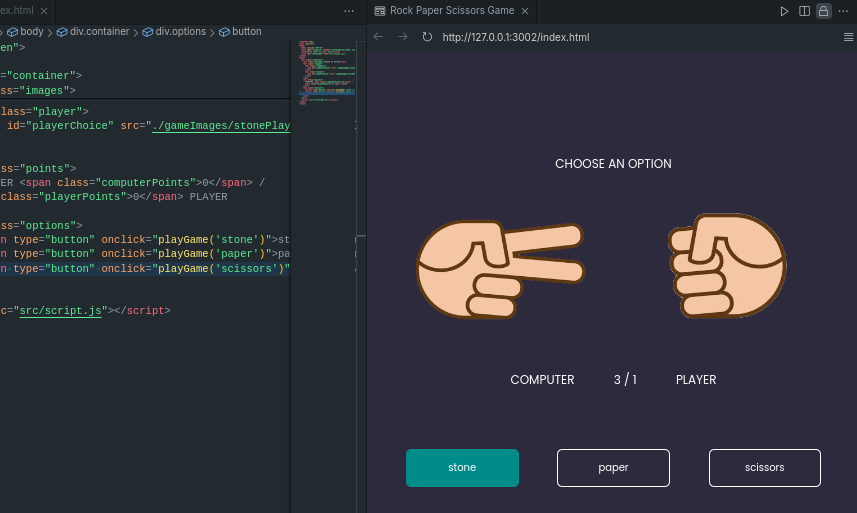 ex.html
body > div.container > div.options > button
en">
="container">
ss="images">
lass="player">
id="playerChoice" src="./gameImages/stonePlay
ss="points">
ER <span class="computerPoints">0</span> /
class="playerPoints">0</span> PLAYER
ss="options">
n type="button" onclick="playGame('stone')">st
n type="button" onclick="playGame('paper')">pa
n type="button" onclick="playGame('scissors')"
c="src/script.js"></script>
Rock Paper Scissors Game
http://127.0.0.1:3002/index.html
CHOOSE AN OPTION
COMPUTER 3 / 1 PLAYER
stone paper scissors